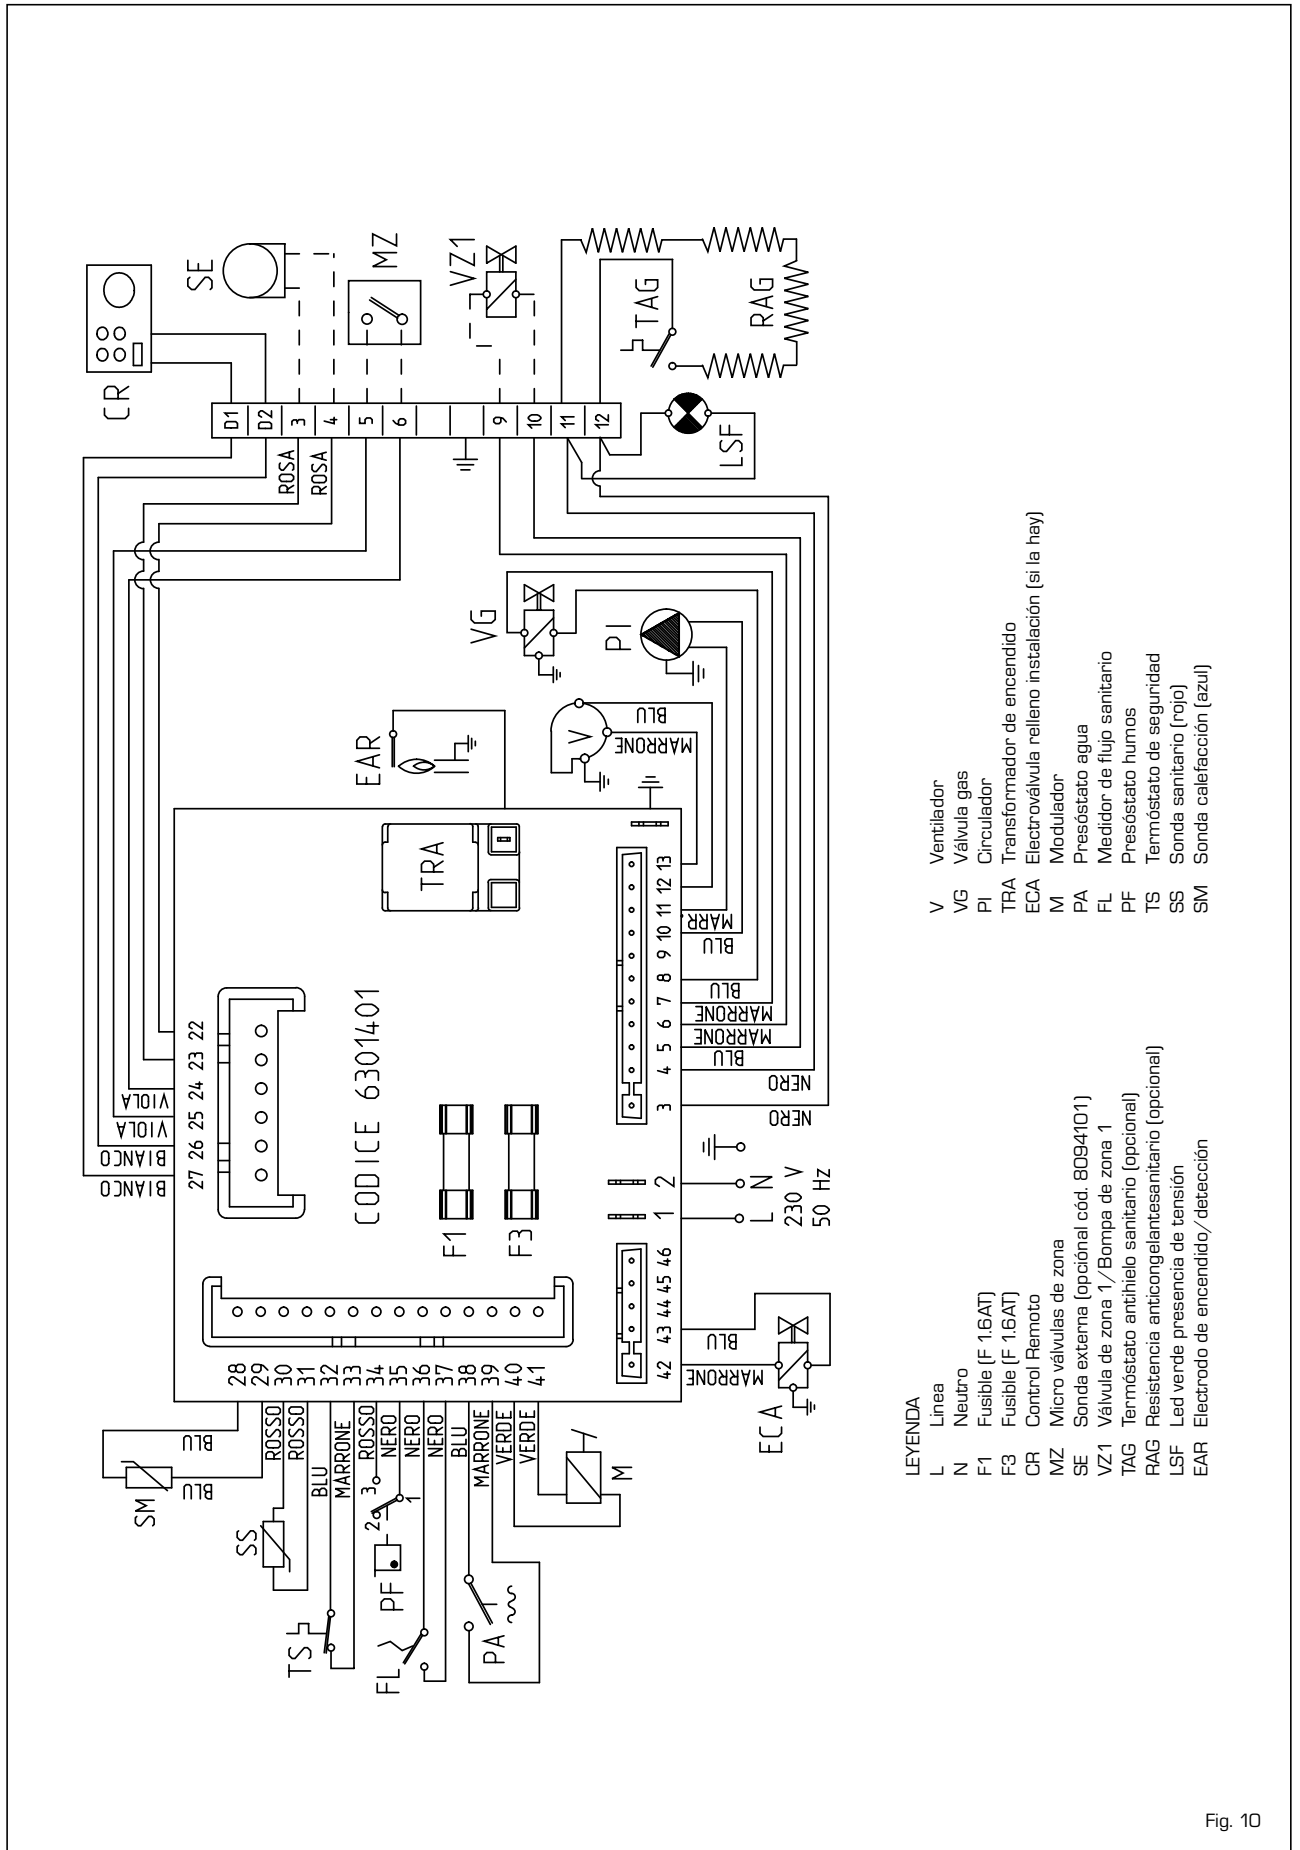 CR
SE
MZ
VZ1
TAG
RAG
LSF
D1
D2
3
4
5
6
9
10
11
12
ROSA
ROSA
VG
PI
EAR
V
BLU
MARRONE
TRA
CODICE 6301401
F1
F3
27 26 25 24 23 22
BIANCO
BIANCO
VIOLA
VIOLA
28
29
30
31
32
33
34
35
36
37
38
39
40
41
BLU
BLU
ROSSO
ROSSO
BLU
MARRONE
ROSSO
NERO
NERO
NERO
BLU
MARRONE
VERDE
VERDE
SM
SS
TS
PF
3
2
1
FL
PA
M
42 43 44 45 46
MARRONE
BLU
ECA
1
2
L
N
230 V
50 Hz
3 4 5 6 7 8 9 10 11 12 13
NERO
NERO
BLU
MARRONE
MARRONE
BLU
BLU
MARR.
LEYENDA
L Linea
N Neutro
F1 Fusible (F 1.6AT)
F3 Fusible (F 1.6AT)
CR Control Remoto
MZ Micro válvulas de zona
SE Sonda externa (opciónal cód. 8094101)
VZ1 Válvula de zona 1/Bompa de zona 1
TAG Termóstato antihielo sanitario (opcional)
RAG Resistencia anticongelantesanitario (opcional)
LSF Led verde presencia de tensión
EAR Electrodo de encendido/detección
V Ventilador
VG Válvula gas
PI Circulador
TRA Transformador de encendido
ECA Electroválvula relleno instalación (si la hay)
M Modulador
PA Presóstato agua
FL Medidor de flujo sanitario
PF Presóstato humos
TS Termóstato de seguridad
SS Sonda sanitario (rojo)
SM Sonda calefacción (azul)
Fig. 10